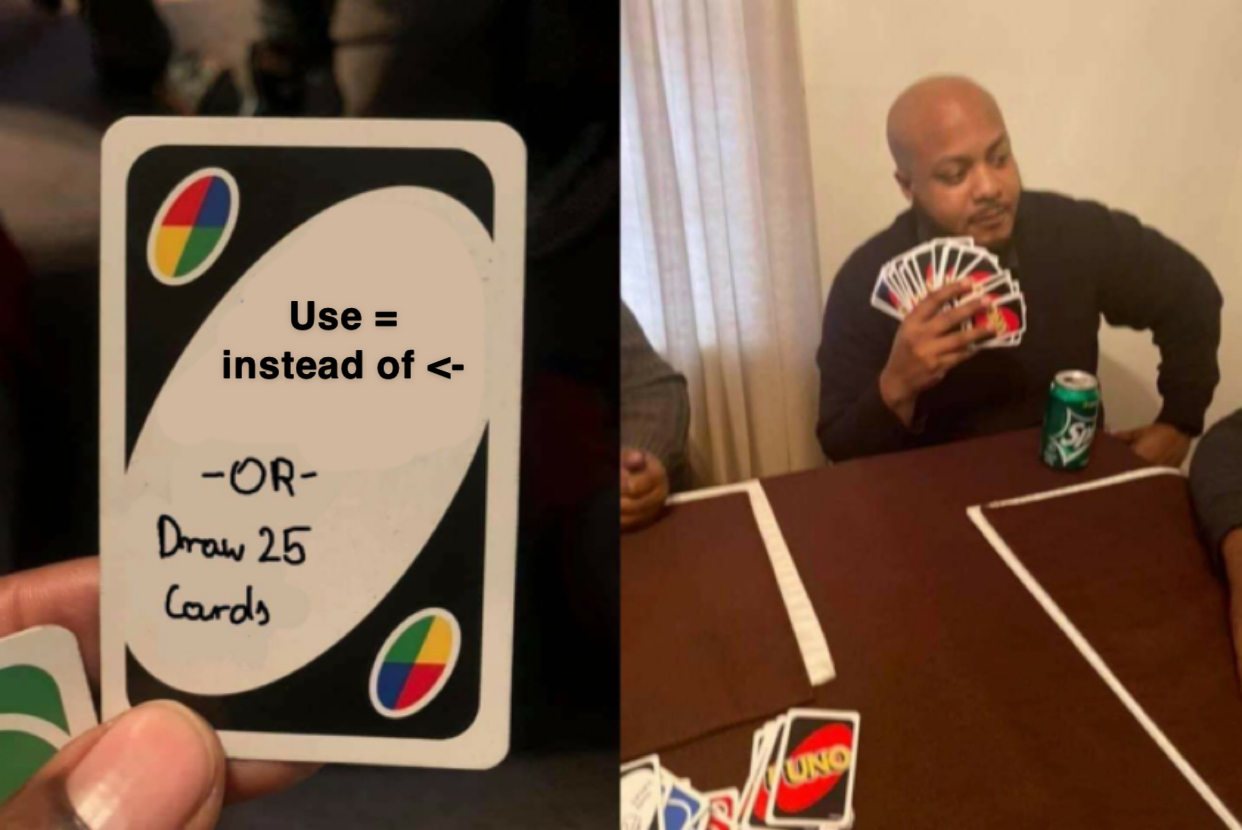 Use =
instead of <-
-OR-
Draw 25
Cards
UNO